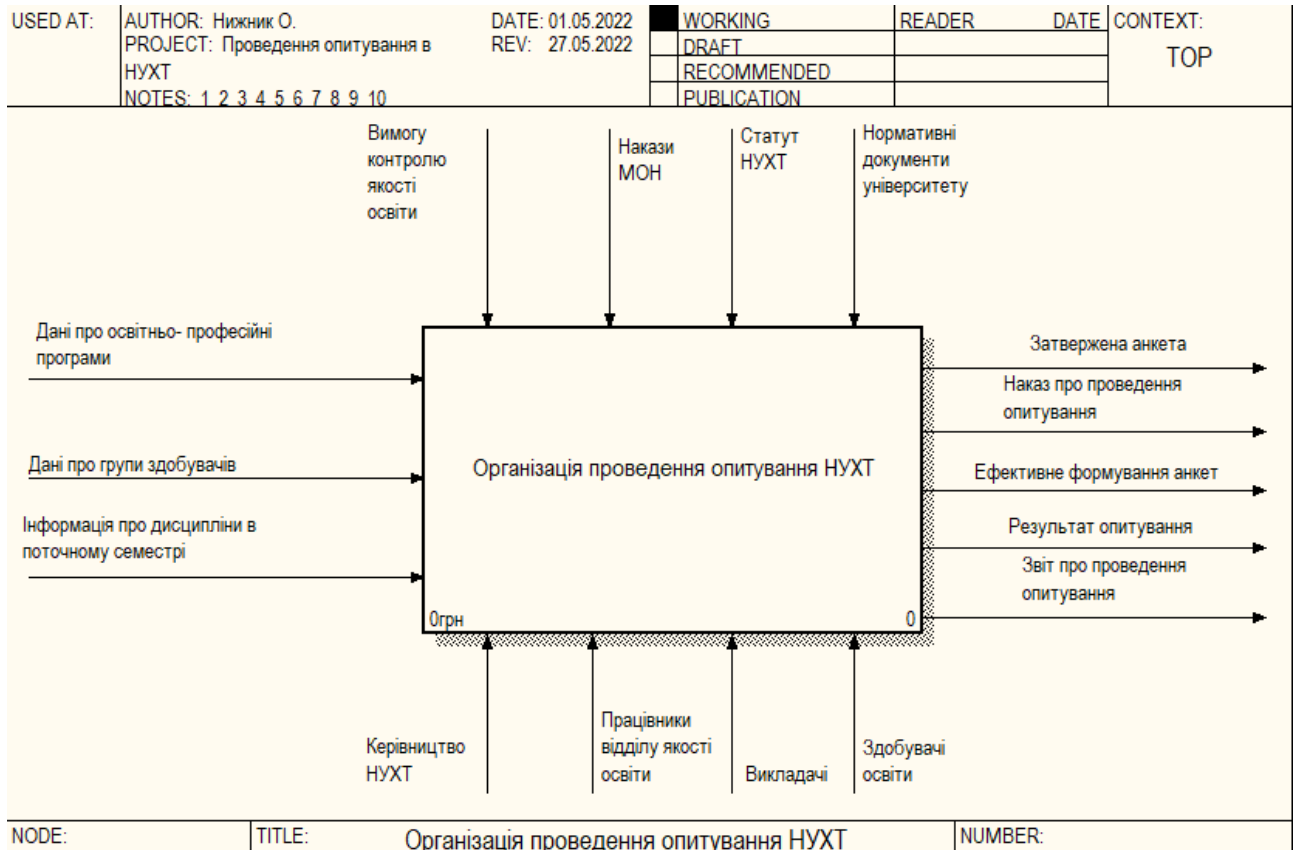 USED AT:
AUTHOR: Нижник О.
DATE: 01.05.2022
PROJECT: Проведення опитування в
НУХТ
REV: 27.05.2022
NOTES: 1 2 3 4 5 6 7 8 9 10
WORKING
DRAFT
RECOMMENDED
PUBLICATION
READER
DATE
CONTEXT:
TOP
Вимогу
контролю
якості
освіти
Накази
МОН
Статут
НУХТ
Нормативні
документи
університету
Дані про освітньо- професійні
програми
Дані про групи здобувачів
Інформація про дисципліни в
поточному семестрі
Організація проведення опитування НУХТ
0грн
0
Затвержена анкета
Наказ про проведення
опитування
Ефективне формування анкет
Результат опитування
Звіт про проведення
опитування
Керівництво
НУХТ
Працівники
відділу якості
освіти
Викладачі
Здобувачі
освіти
NODE:
TITLE:
Організація проведення опитування НУХТ
NUMBER: